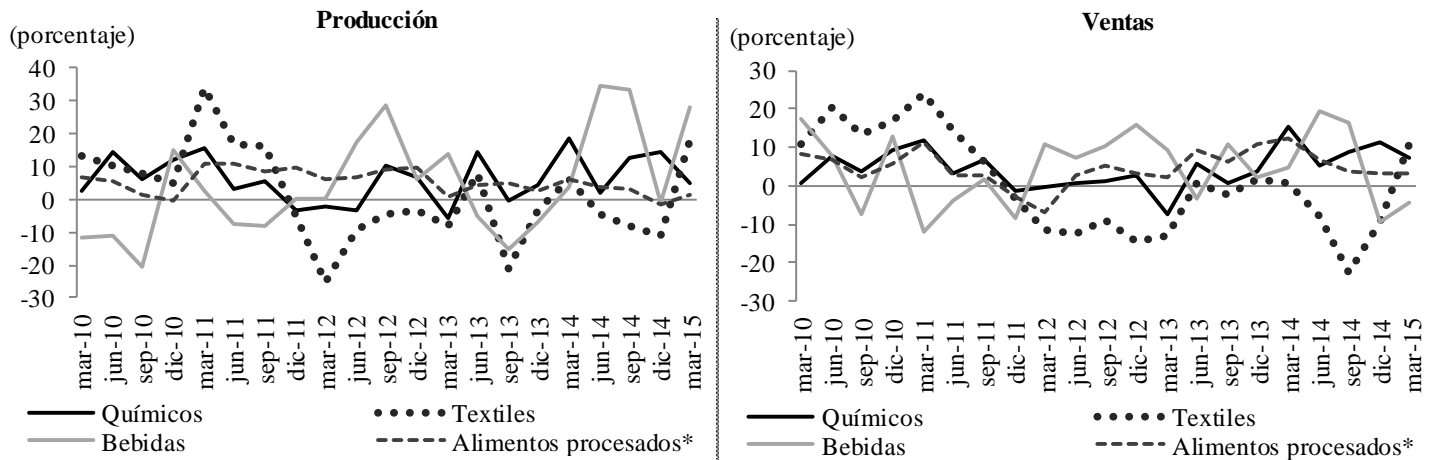 Producción
(porcentaje)
40
30
20
10
0
-10
-20
-30
mar-10
jun-10
sep-10
dic-10
mar-11
jun-11
sep-11
dic-11
mar-12
jun-12
sep-12
dic-12
mar-13
jun-13
sep-13
dic-13
mar-14
jun-14
sep-14
dic-14
mar-15
Químicos
Textiles
Bebidas
Alimentos procesados*
Ventas
(porcentaje)
30
20
10
0
-10
-20
-30
mar-10
jun-10
sep-10
dic-10
mar-11
jun-11
sep-11
dic-11
mar-12
jun-12
sep-12
dic-12
mar-13
jun-13
sep-13
dic-13
mar-14
jun-14
sep-14
dic-14
mar-15
Químicos
Textiles
Bebidas
Alimentos procesados*